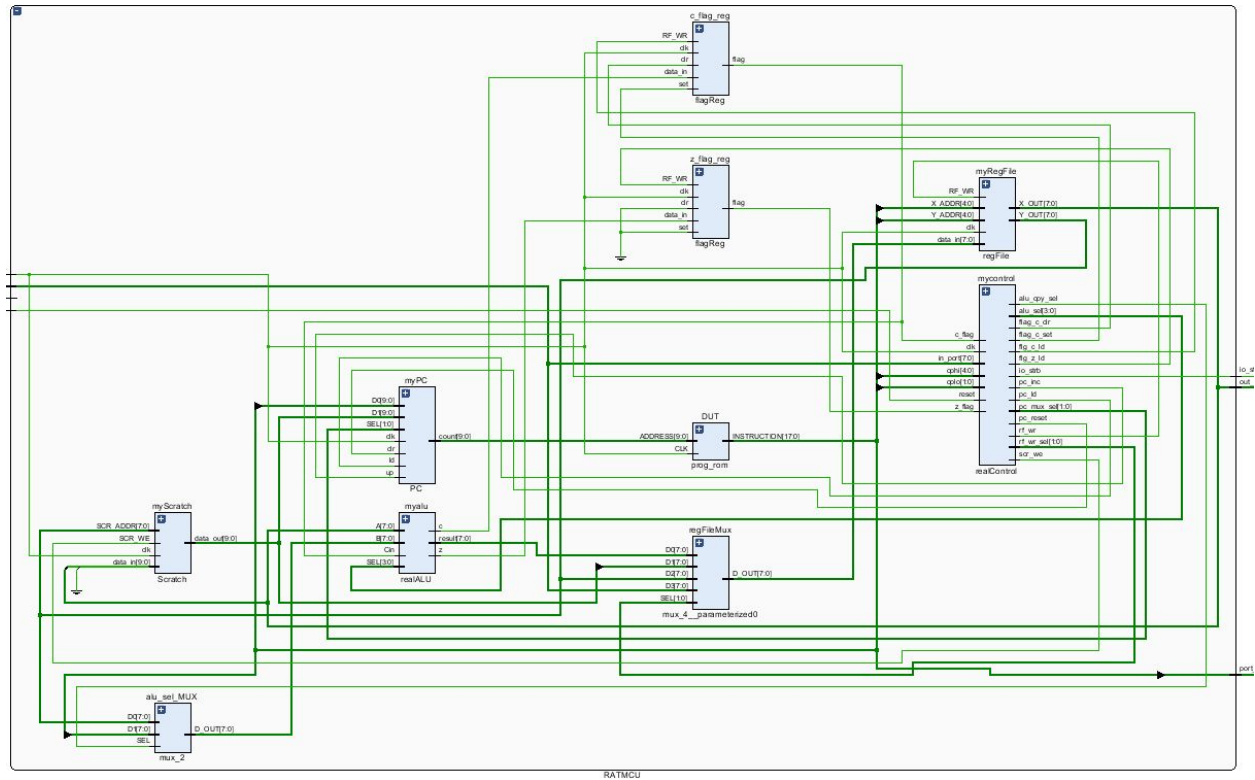 c_flag_reg
RF_WR
clk
clr
data_in
set
flag
flagReg
z_flag_reg
RF_WR
clk
clr
data_in
set
flag
flagReg
myRegFile
RF_WR
X_ADDR[4:0]
Y_ADDR[4:0]
clk
data_in[7:0]
X_OUT[7:0]
Y_OUT[7:0]
regFile
mycontrol
c_flag
clk
in_port[7:0]
ophi[4:0]
oplo[1:0]
reset
z_flag
alu_opy_sel
alu_sel[3:0]
flag_c_clr
flag_c_set
flg_c_ld
flg_z_ld
io_strb
pc_inc
pc_ld
pc_mux_sel[1:0]
pc_reset
rf_wr
rf_wr_sel[1:0]
scr_we
realControl
io_st
out_
myPC
D0[9:0]
D1[9:0]
SEL[1:0]
clk
clr
ld
up
count[9:0]
PC
DUT
ADDRESS[9:0]
CLK
INSTRUCTION[17:0]
prog_rom
myScratch
SCR_ADDR[7:0]
SCR_WE
clk
data_in[9:0]
data_out[9:0]
Scratch
myalu
A[7:0]
B[7:0]
Cin
SEL[3:0]
c
result[7:0]
z
realALU
regFileMux
D0[7:0]
D1[7:0]
D2[7:0]
D3[7:0]
SEL[1:0]
D_OUT[7:0]
mux_4__parameterized0
port_
alu_sel_MUX
D0[7:0]
D1[7:0]
SEL
D_OUT[7:0]
mux_2
RATMCU